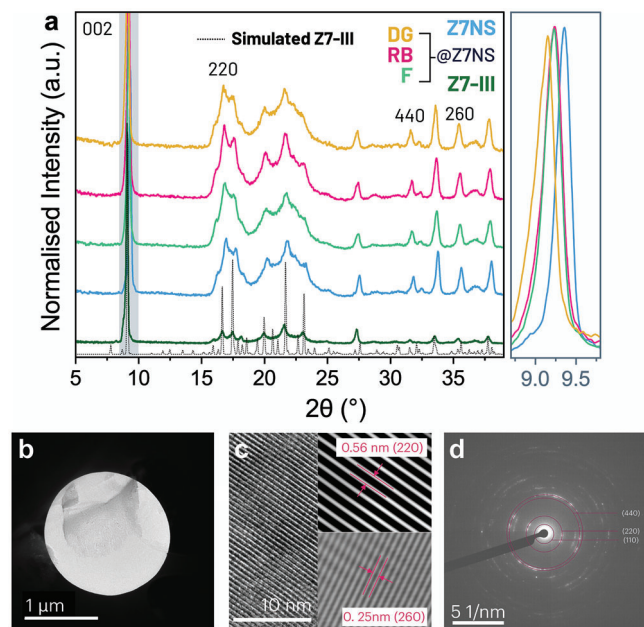 a
002
Simulated Z7-III
DG
RB
F
@Z7NS
Z7NS
Z7-III
220
440
260
Normalised Intensity (a.u.)
5 10 15 20 25 30 35
2θ (°)
9.0 9.5
b
1 µm
c
0.56 nm (220)
10 nm
0. 25nm (260)
d
(440)
(220)
(110)
5 1/nm